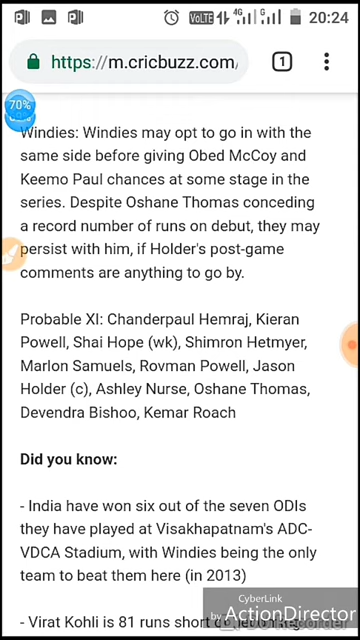 VoLTE 4G G 20:24
https://m.cricbuzz.com/ 1
70%
Windies: Windies may opt to go in with the
same side before giving Obed McCoy and
Keemo Paul chances at some stage in the
series. Despite Oshane Thomas conceding
a record number of runs on debut, they may
persist with him, if Holder's post-game
comments are anything to go by.
Probable XI: Chanderpaul Hemraj, Kieran
Powell, Shai Hope (wk), Shimron Hetmyer,
Marlon Samuels, Rovman Powell, Jason
Holder (c), Ashley Nurse, Oshane Thomas,
Devendra Bishoo, Kemar Roach
Did you know:
- India have won six out of the seven ODIs
they have played at Visakhapatnam's ADC-
VDCA Stadium, with Windies being the only
team to beat them here (in 2013)
- Virat Kohli is 81 runs short
CyberLink
by ActionDirector